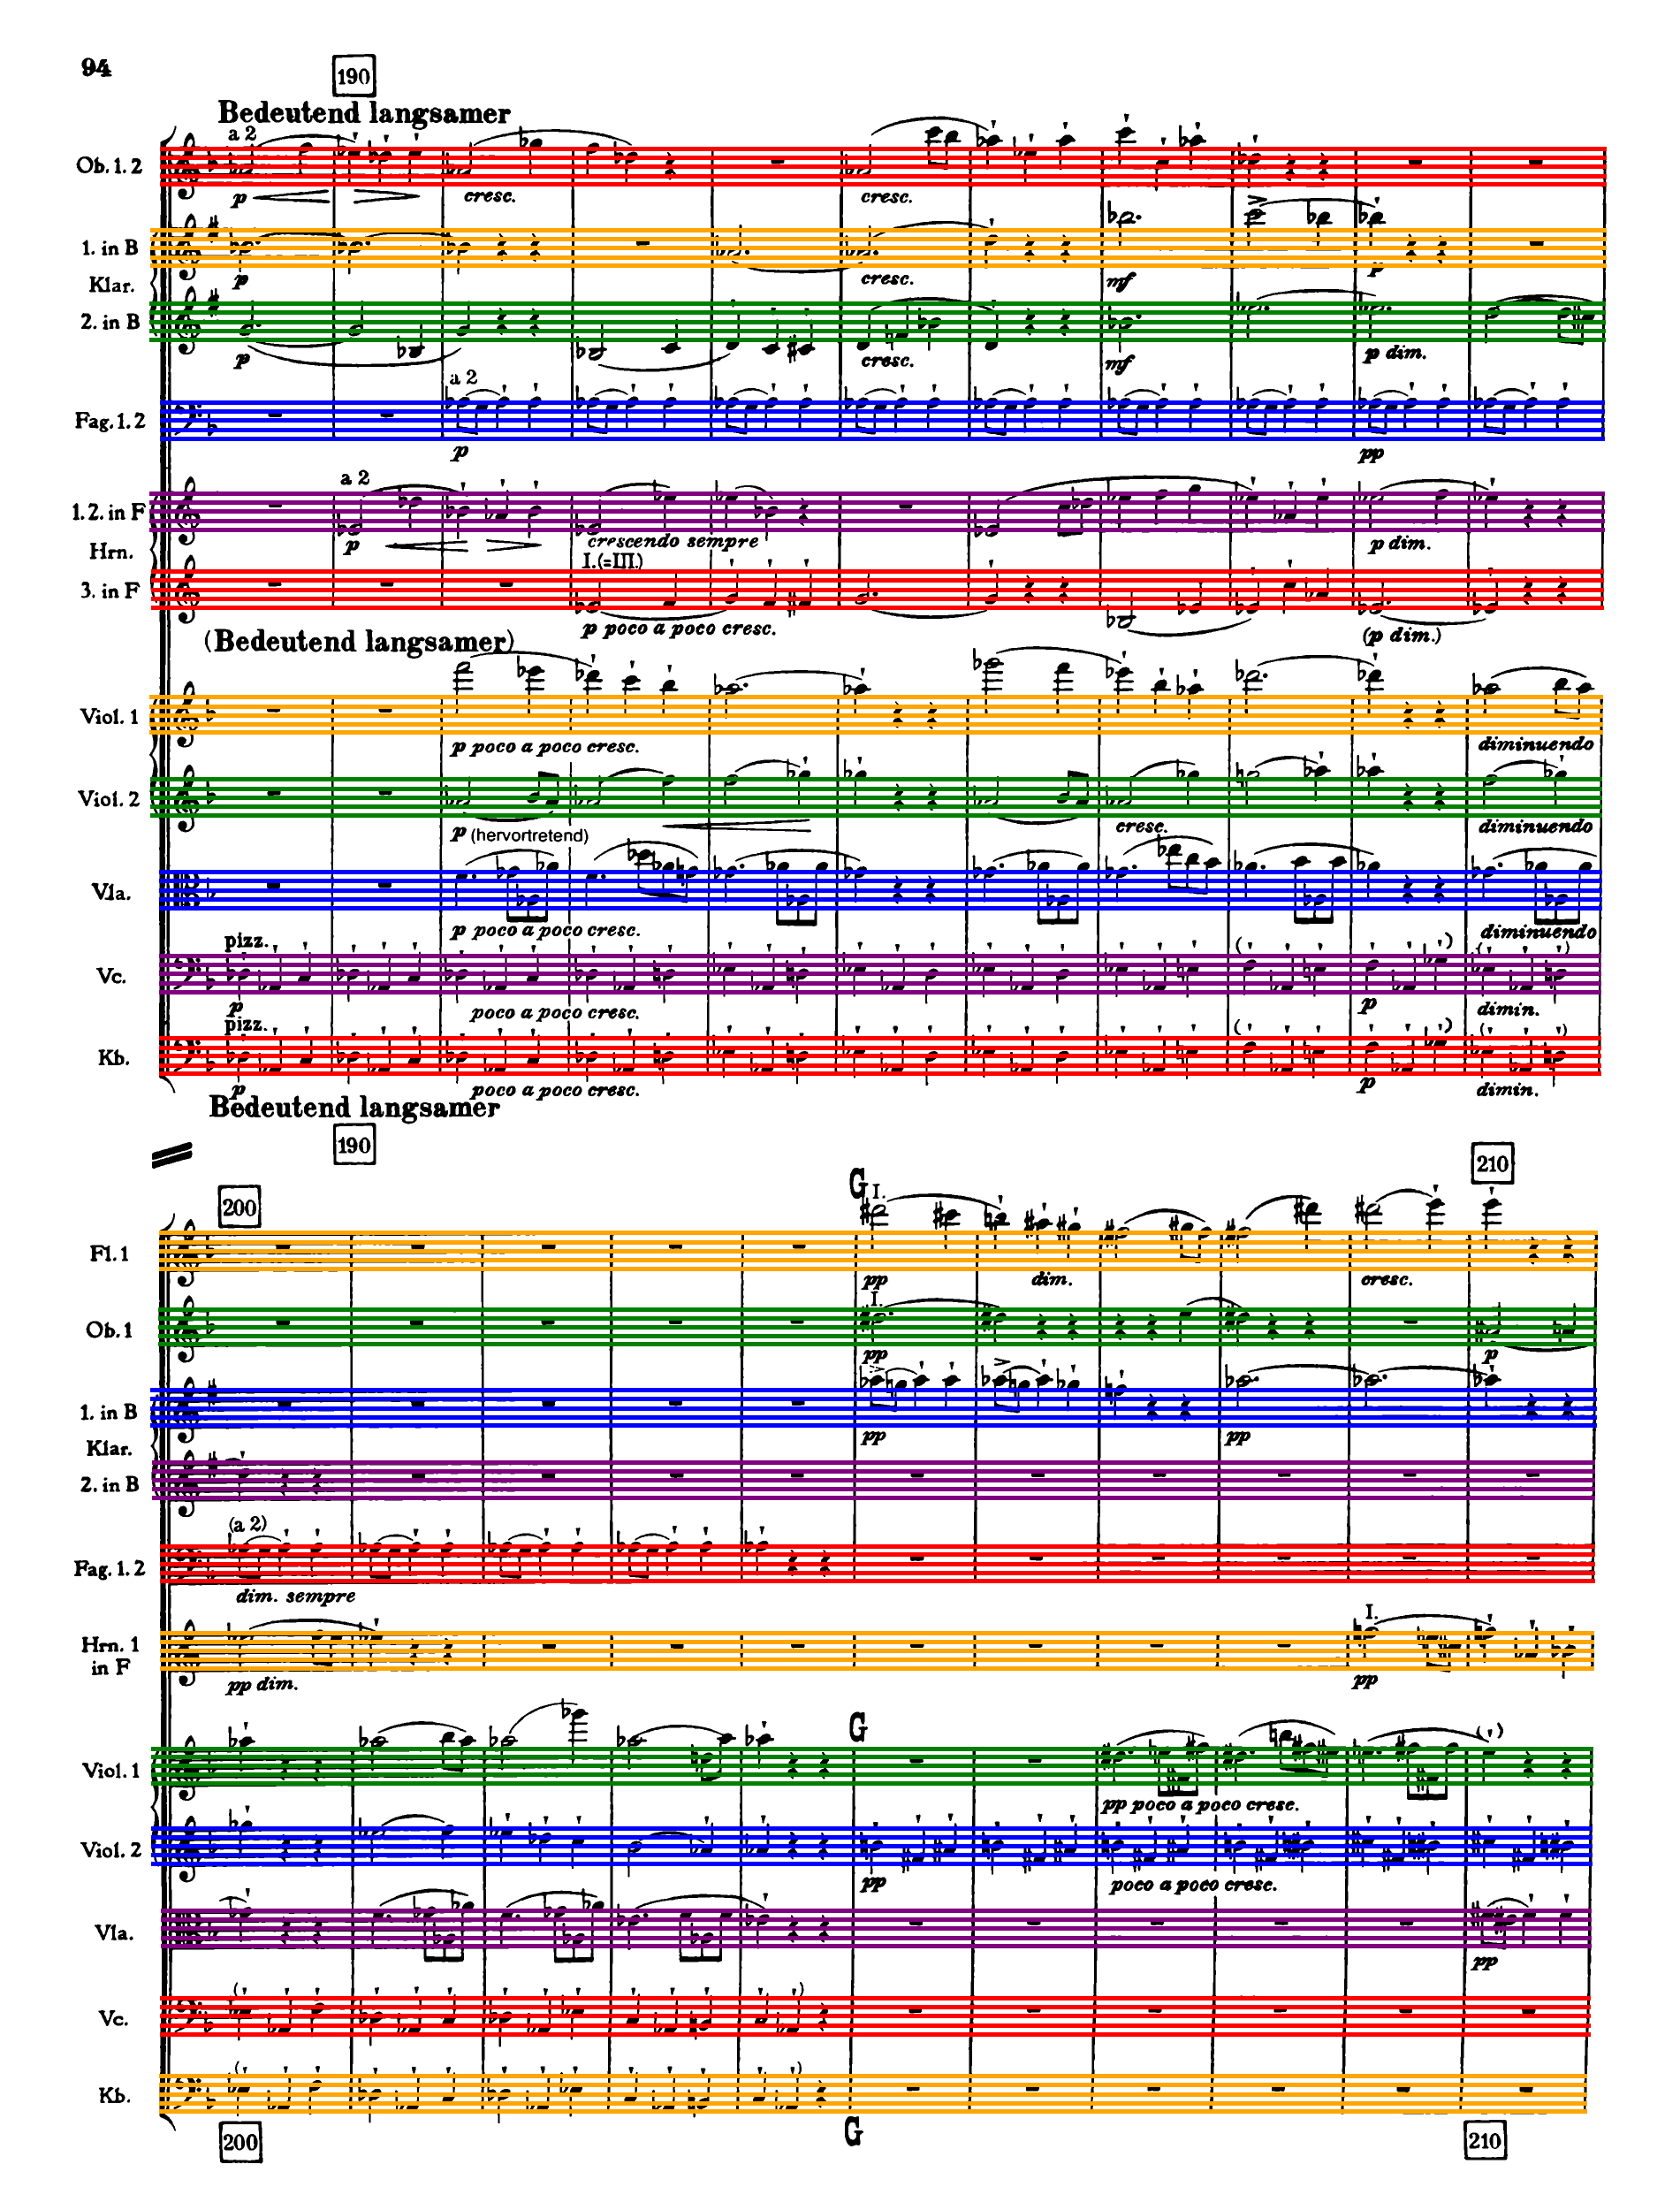 94
190
Bedeutend langsamer
a 2
Ob. 1. 2
p
cresc.
cresc.
1. in B
p
cresc.
mf
p
Klar.
2. in B
p
cresc.
mf
p dim.
a 2
Fag. 1. 2
p
pp
a 2
1. 2. in F
p
crescendo sempre
p dim.
Hrn.
I.(=III.)
3. in F
p poco a poco cresc.
(p dim.)
(Bedeutend langsamer)
Viol. 1
p poco a poco cresc.
diminuendo
Viol. 2
p (hervortretend)
cresc.
diminuendo
Vla.
p poco a poco cresc.
diminuendo
pizz.
Vc.
p
poco a poco cresc.
p
dimin.
pizz.
Kb.
p
poco a poco cresc.
p
dimin.
Bedeutend langsamer
190
200
G
210
I.
Fl. 1
pp
dim.
cresc.
I.
Ob. 1
pp
p
1. in B
pp
pp
Klar.
2. in B
(a 2)
Fag. 1. 2
dim. sempre
I.
Hrn. 1
in F
pp dim.
pp
G
Viol. 1
pp poco a poco cresc.
Viol. 2
pp
poco a poco cresc.
Vla.
pp
Vc.
Kb.
200
G
210